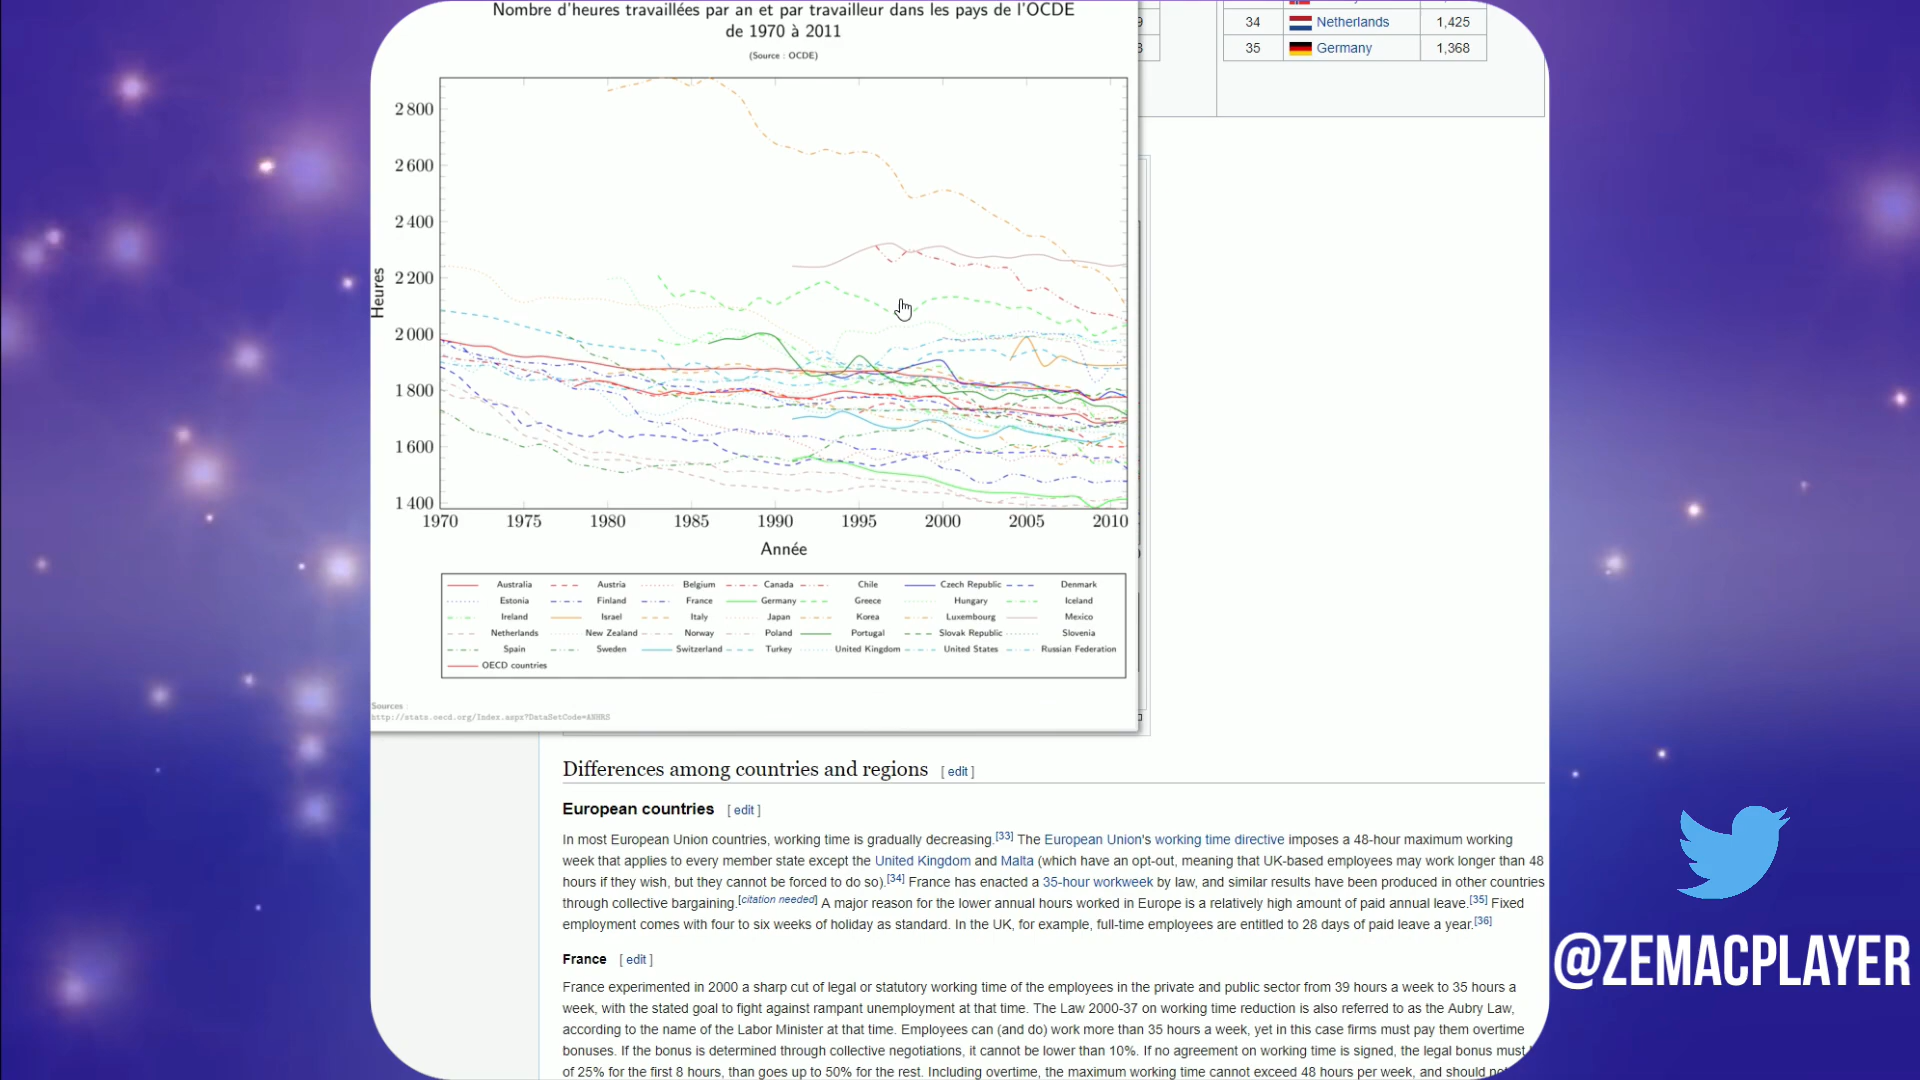 Nombre d'heures travaillées par an et par travailleur dans les pays de l'OCDE
de 1970 à 2011
(Source : OCDE)
34 Netherlands 1,425
35 Germany 1,368
9
3
Heures
2 800
2 600
2 400
2 200
2 000
1 800
1 600
1 400
1970 1975 1980 1985 1990 1995 2000 2005 2010
Année
Australia Austria Belgium Canada Chile Czech Republic Denmark
Estonia Finland France Germany Greece Hungary Iceland
Ireland Israel Italy Japan Korea Luxembourg Mexico
Netherlands New Zealand Norway Poland Portugal Slovak Republic Slovenia
Spain Sweden Switzerland Turkey United Kingdom United States Russian Federation
OECD countries
Sources :
http://stats.oecd.org/Index.aspx?DataSetCode=ANHRS
Differences among countries and regions [ edit ]
European countries [ edit ]
In most European Union countries, working time is gradually decreasing.[33] The European Union's working time directive imposes a 48-hour maximum working
week that applies to every member state except the United Kingdom and Malta (which have an opt-out, meaning that UK-based employees may work longer than 48
hours if they wish, but they cannot be forced to do so).[34] France has enacted a 35-hour workweek by law, and similar results have been produced in other countries
through collective bargaining.[citation needed] A major reason for the lower annual hours worked in Europe is a relatively high amount of paid annual leave.[35] Fixed
employment comes with four to six weeks of holiday as standard. In the UK, for example, full-time employees are entitled to 28 days of paid leave a year.[36]
France [ edit ]
France experimented in 2000 a sharp cut of legal or statutory working time of the employees in the private and public sector from 39 hours a week to 35 hours a
week, with the stated goal to fight against rampant unemployment at that time. The Law 2000-37 on working time reduction is also referred to as the Aubry Law,
according to the name of the Labor Minister at that time. Employees can (and do) work more than 35 hours a week, yet in this case firms must pay them overtime
bonuses. If the bonus is determined through collective negotiations, it cannot be lower than 10%. If no agreement on working time is signed, the legal bonus must
of 25% for the first 8 hours, than goes up to 50% for the rest. Including overtime, the maximum working time cannot exceed 48 hours per week, and should
@ZEMACPLAYER